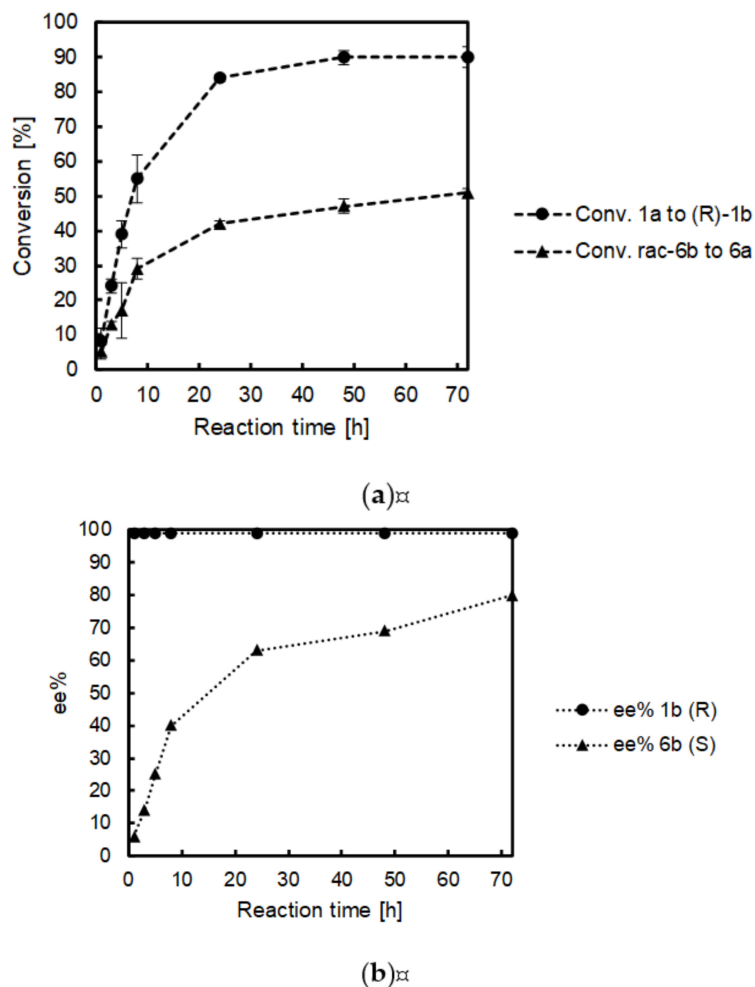 100
90
80
70
60
50
40
30
20
10
0
Conversion [%]
0 10 20 30 40 50 60 70
Reaction time [h]
Conv. 1a to (R)-1b
Conv. rac-6b to 6a
(a)¤
100
90
80
70
60
50
40
30
20
10
0
ee%
0 10 20 30 40 50 60 70
Reaction time [h]
ee% 1b (R)
ee% 6b (S)
(b)¤